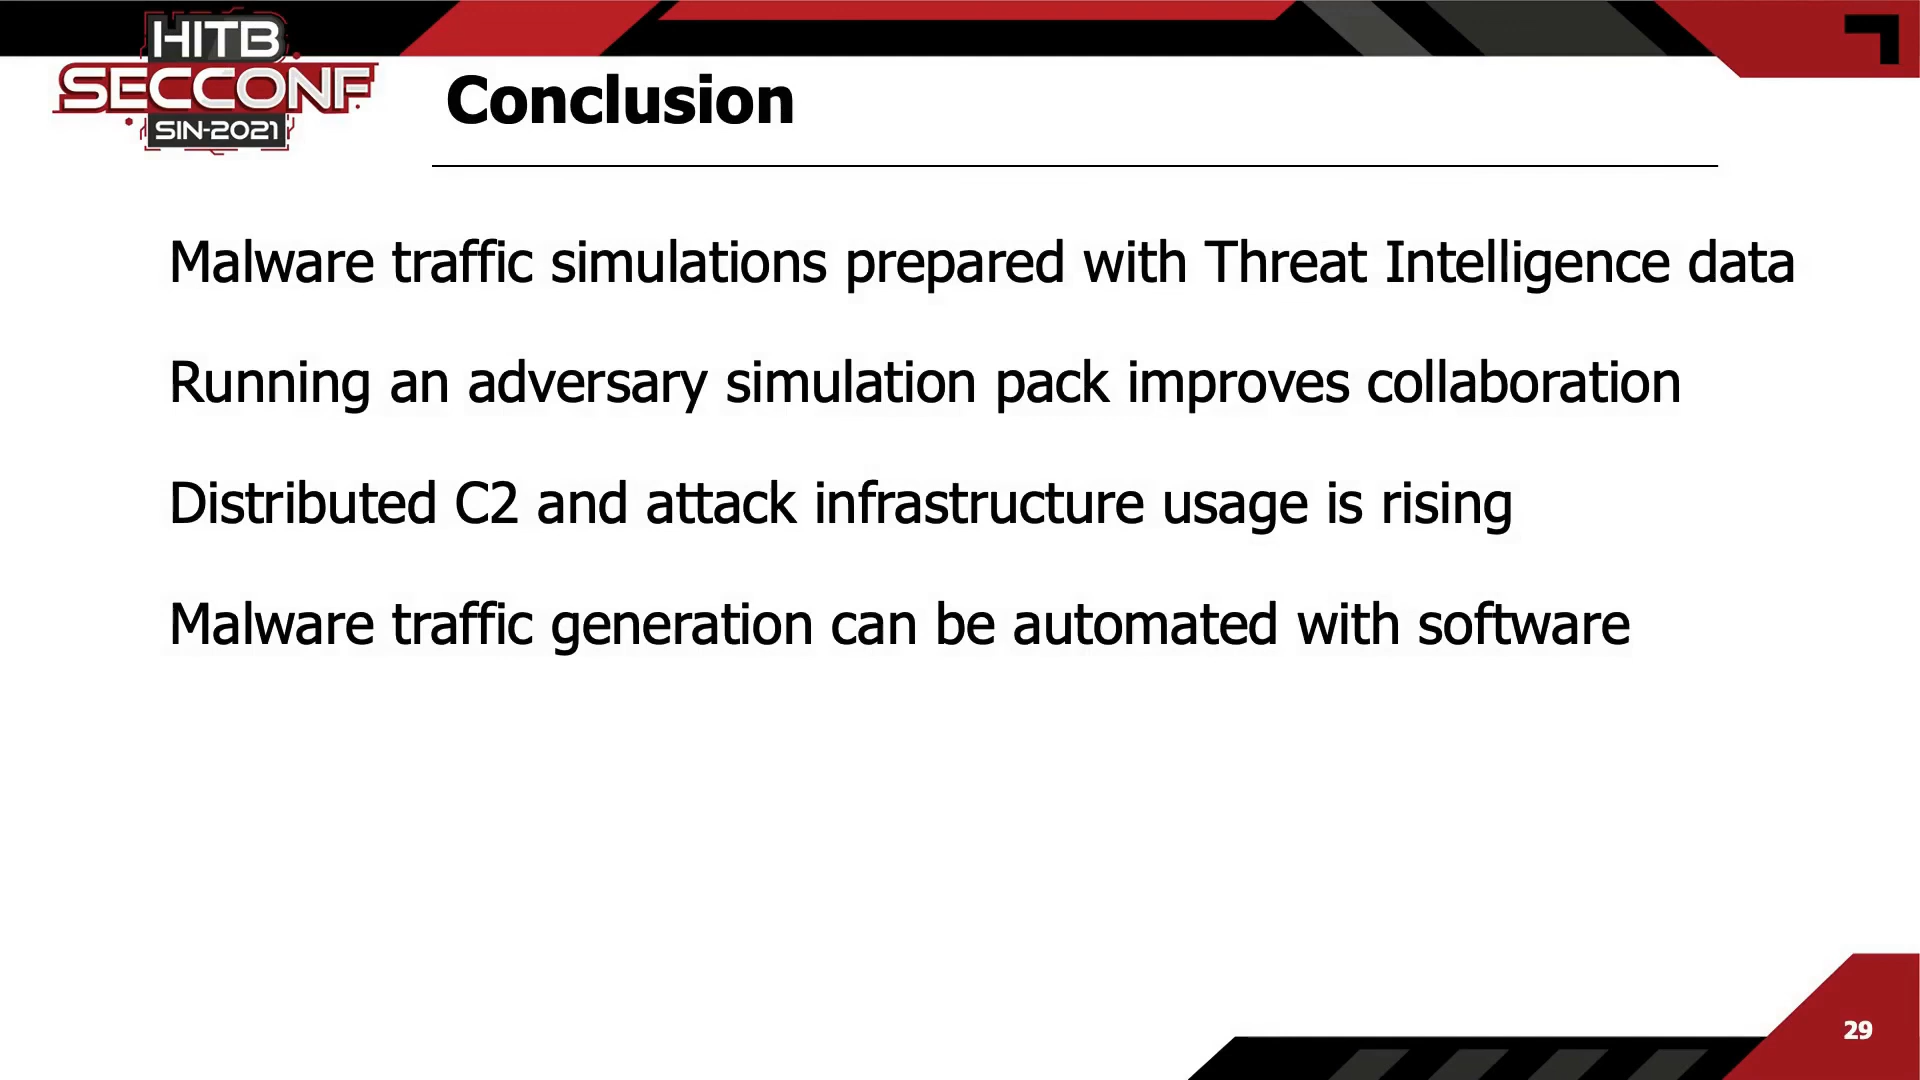 HITB
SECCONF
SIN-2021
Conclusion
Malware traffic simulations prepared with Threat Intelligence data
Running an adversary simulation pack improves collaboration
Distributed C2 and attack infrastructure usage is rising
Malware traffic generation can be automated with software
29